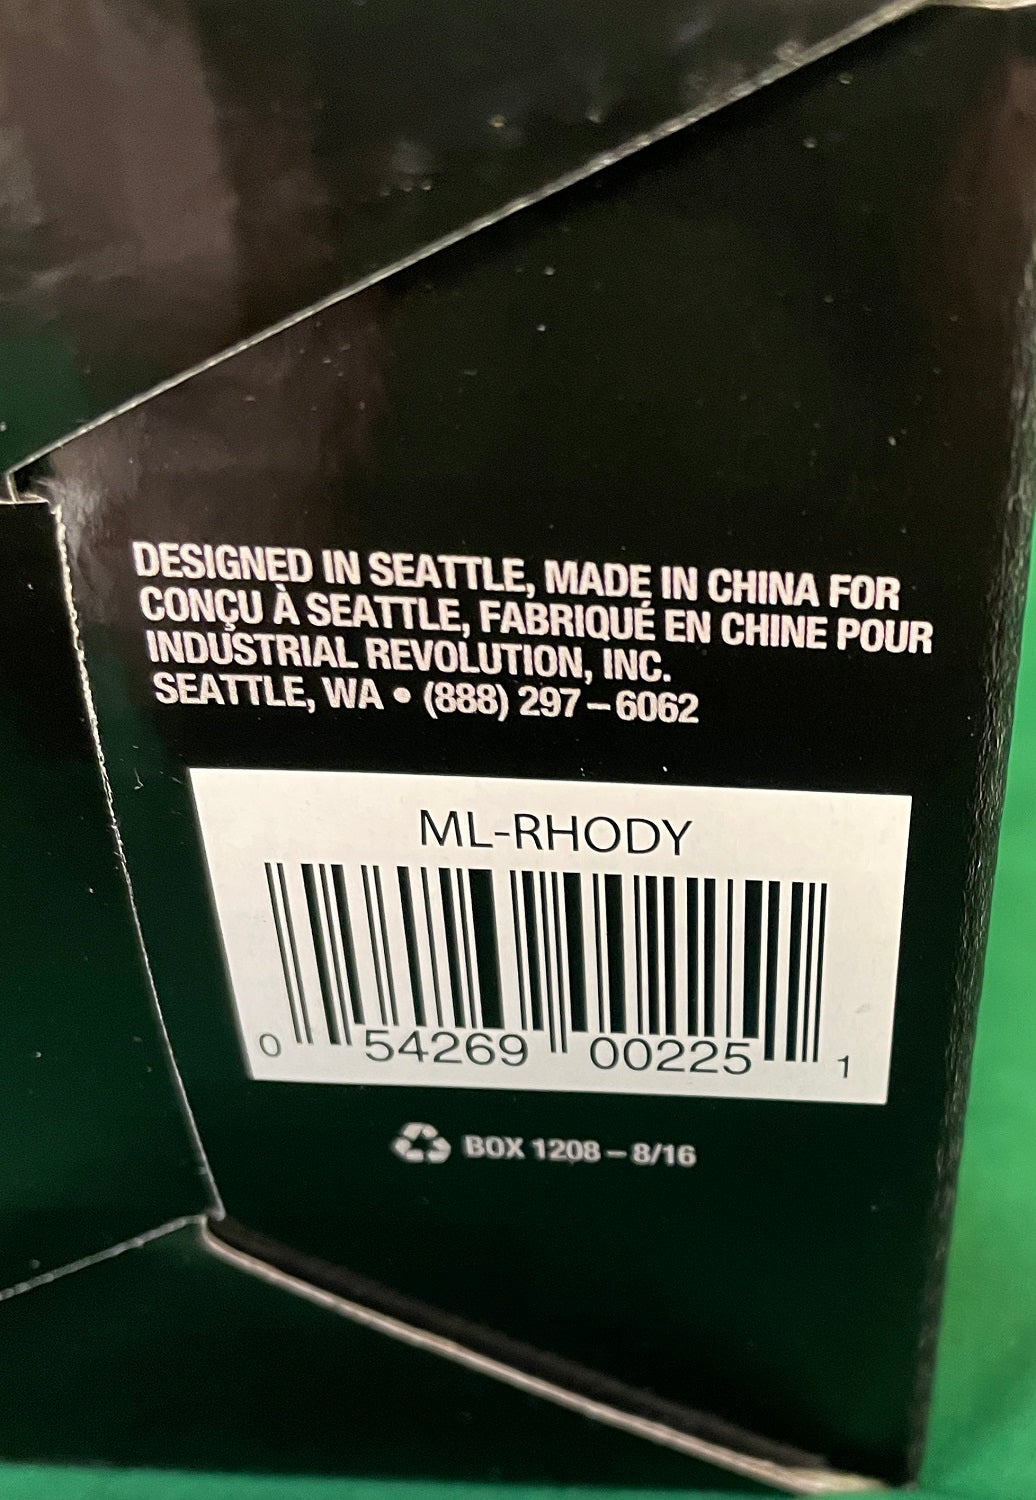 DESIGNED IN SEATTLE, MADE IN CHINA FOR
CONÇU À SEATTLE, FABRIQUÉ EN CHINE POUR
INDUSTRIAL REVOLUTION, INC.
SEATTLE, WA • (888) 297–6062
ML-RHODY
0 54269 00225 1
BOX 1208 – 8/16